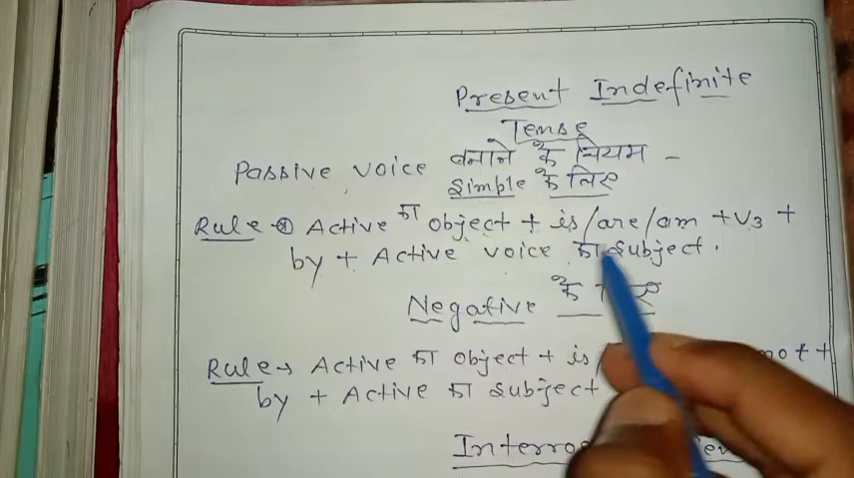 Present Indefinite
Tense
Passive voice बनाने के नियम -
Simple के लिए
Rule → Active का object + is/are/am + V3 +
by + Active voice का subject.
Negative के
Rule → Active का object + is not +
by + Active का subject